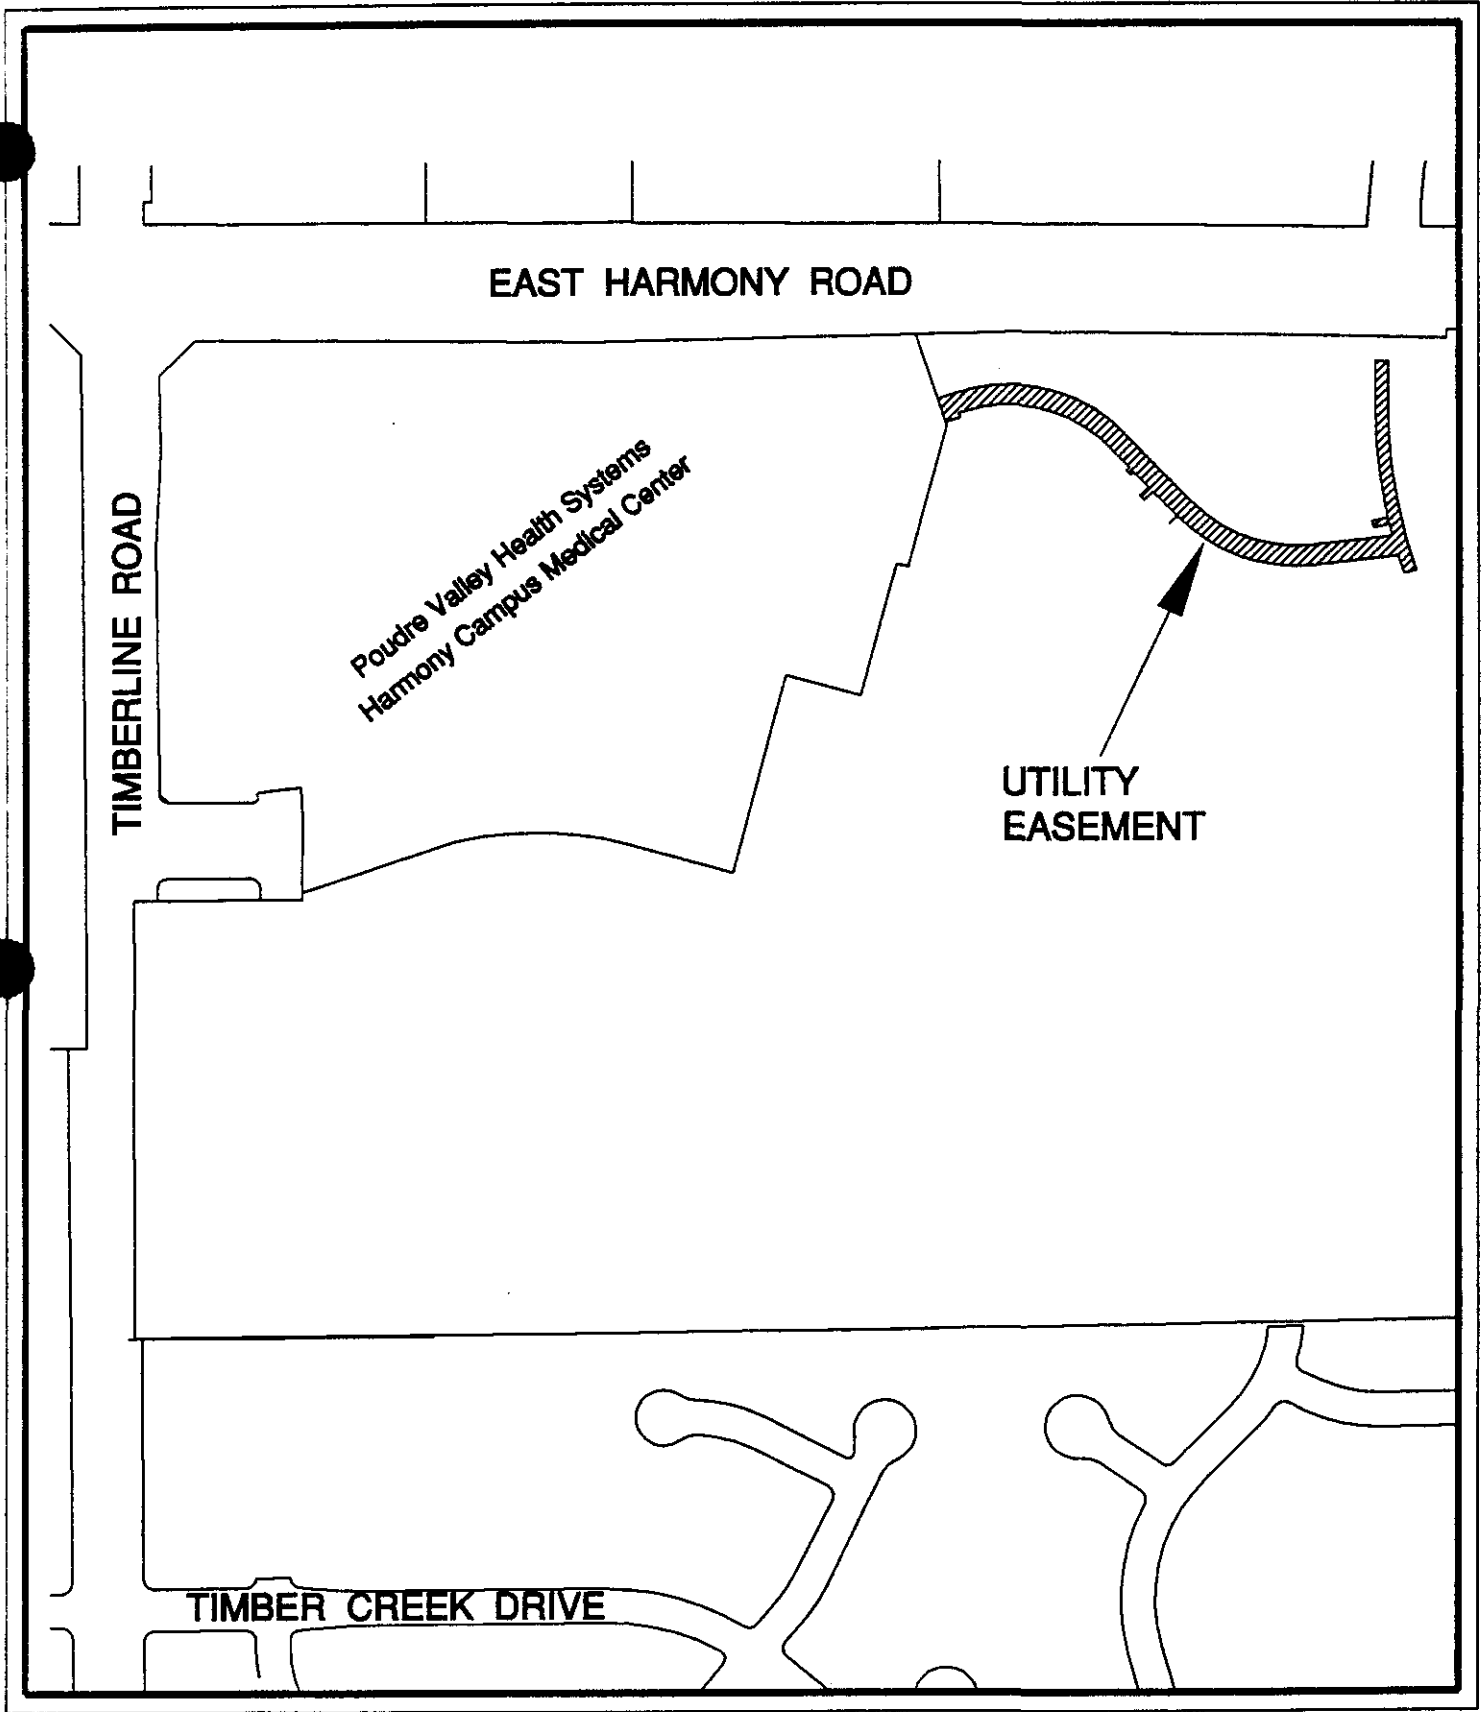 EAST HARMONY ROAD
TIMBERLINE ROAD
Poudre Valley Health Systems
Harmony Campus Medical Center
UTILITY
EASEMENT
TIMBER CREEK DRIVE